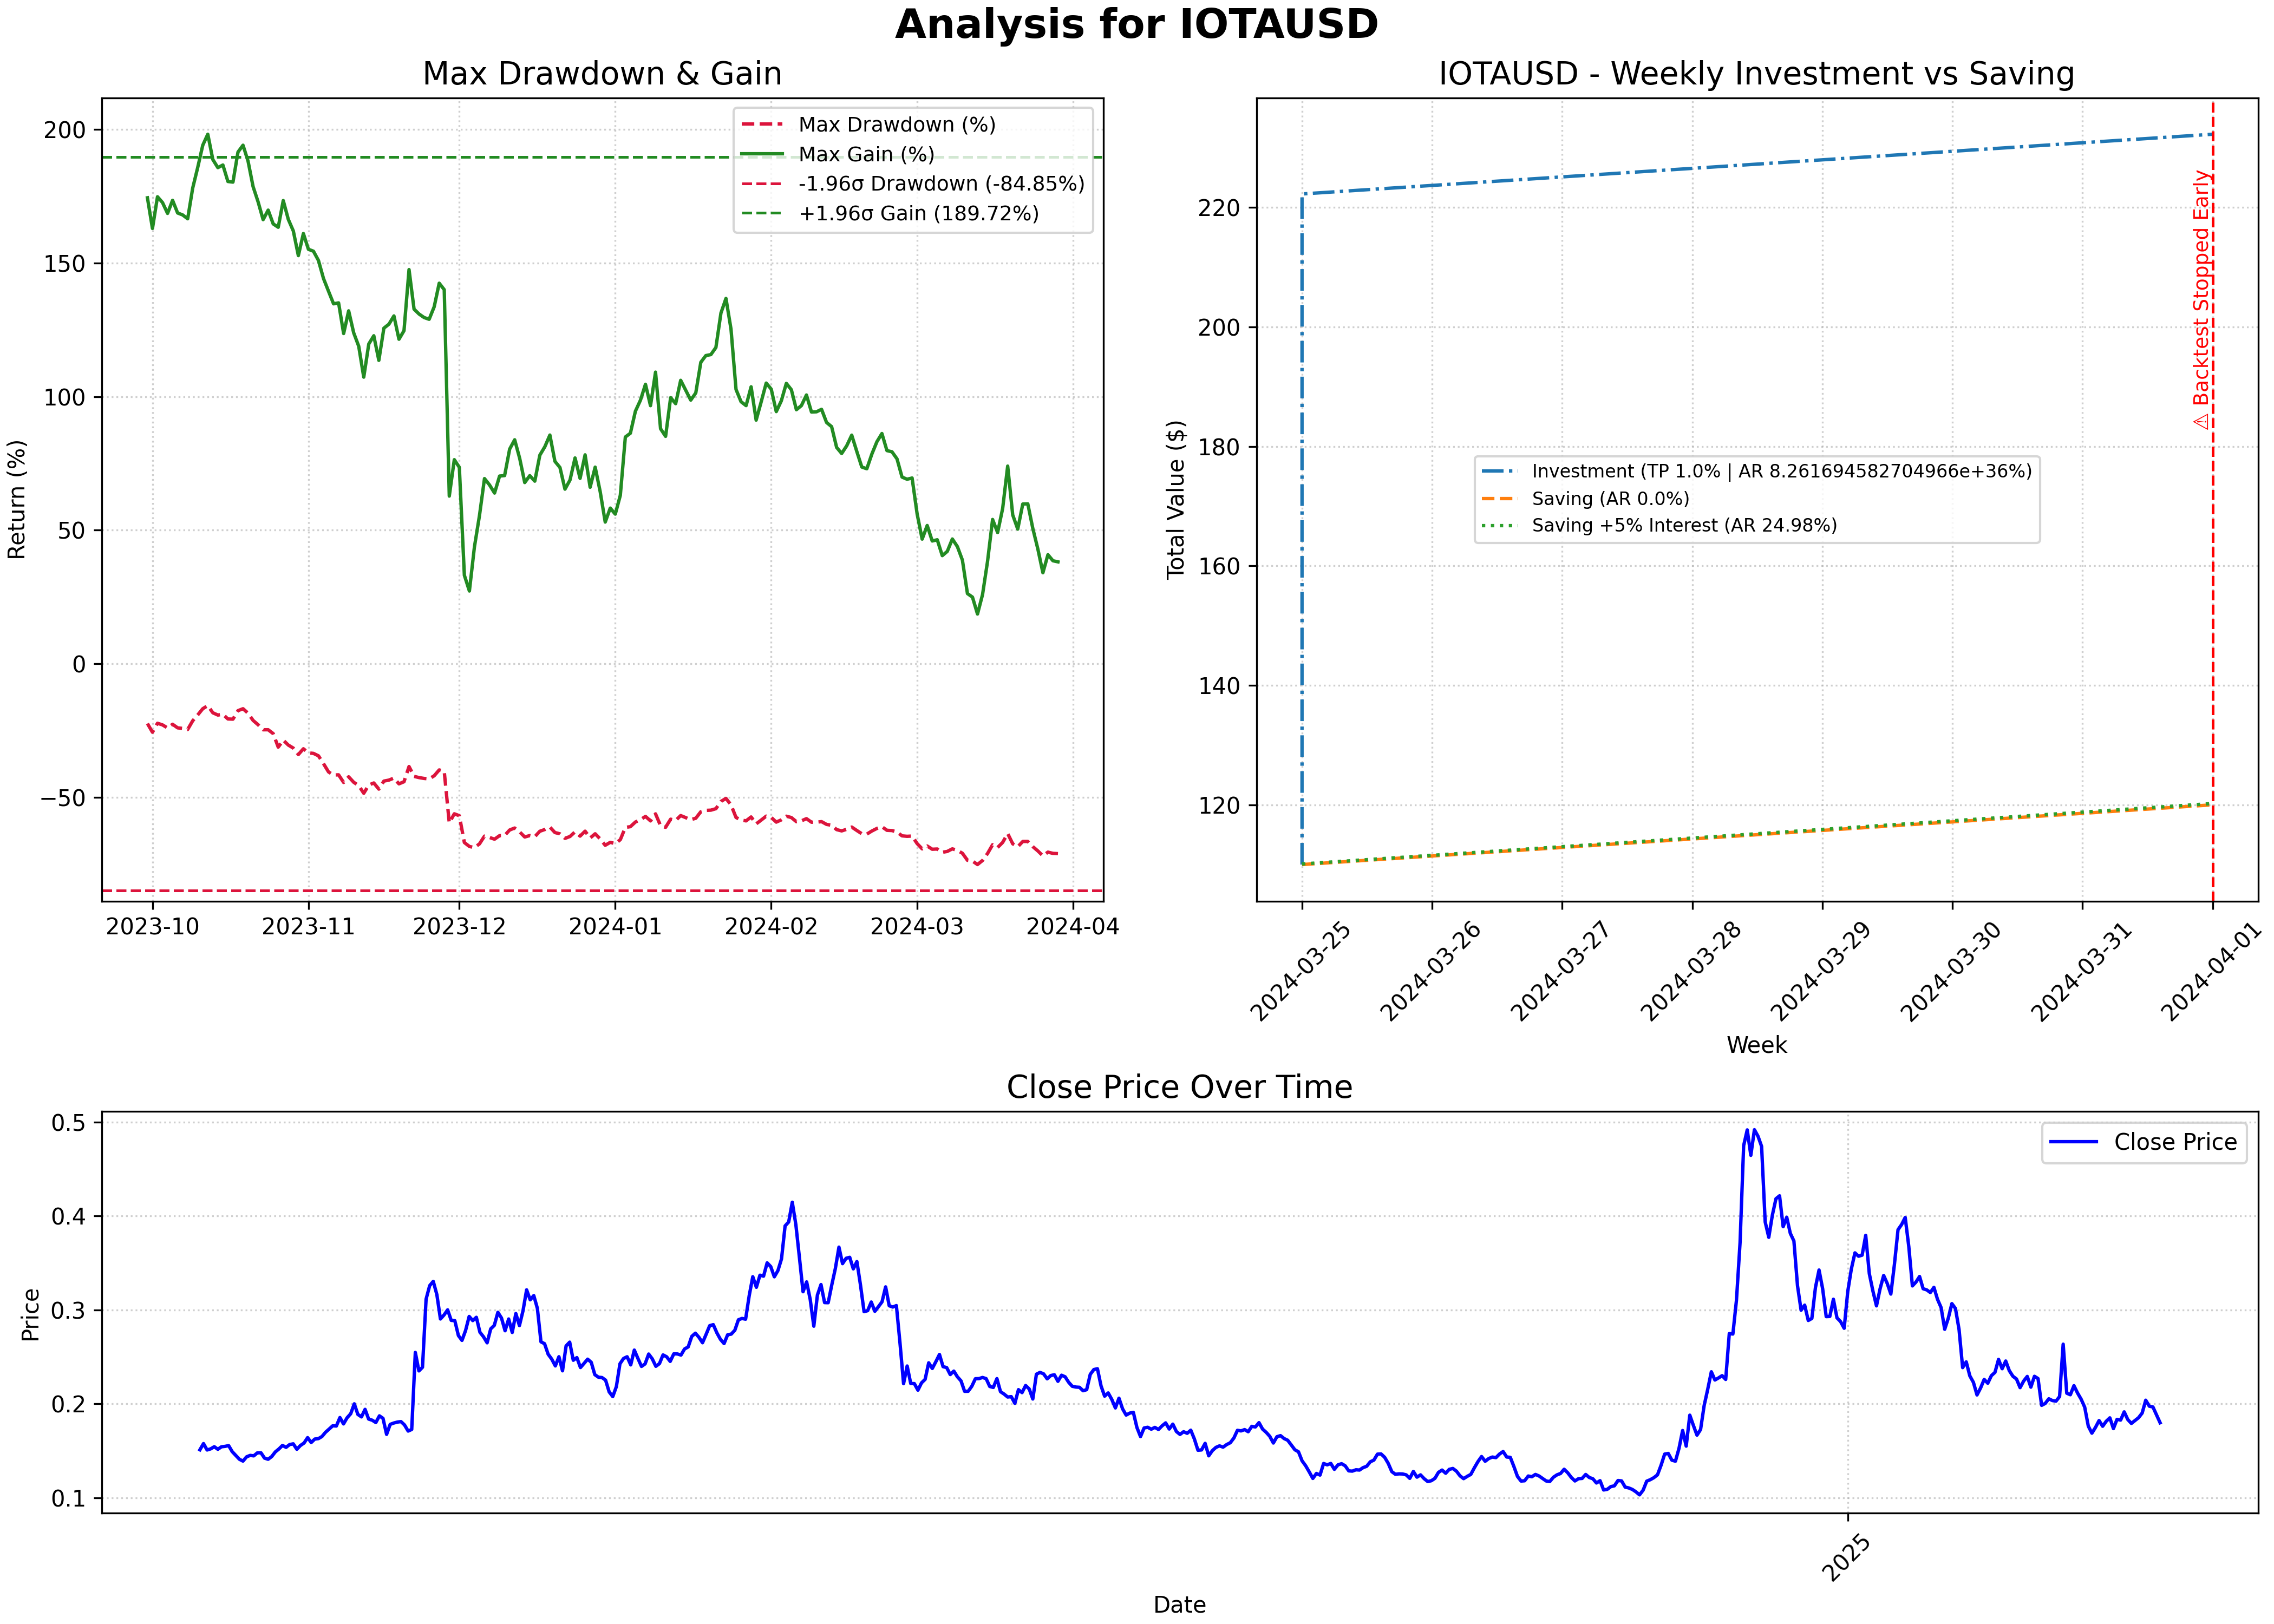 Analysis for IOTAUSD
Max Drawdown & Gain
Return (%)
200
150
100
50
0
−50
2023-10
2023-11
2023-12
2024-01
2024-02
2024-03
2024-04
Max Drawdown (%)
Max Gain (%)
-1.96σ Drawdown (-84.85%)
+1.96σ Gain (189.72%)
IOTAUSD - Weekly Investment vs Saving
Total Value ($)
220
200
180
160
140
120
⚠ Backtest Stopped Early
Investment (TP 1.0% | AR 8.261694582704966e+36%)
Saving (AR 0.0%)
Saving +5% Interest (AR 24.98%)
2024-03-25
2024-03-26
2024-03-27
2024-03-28
2024-03-29
2024-03-30
2024-03-31
2024-04-01
Week
Close Price Over Time
Price
0.5
0.4
0.3
0.2
0.1
Close Price
2025
Date